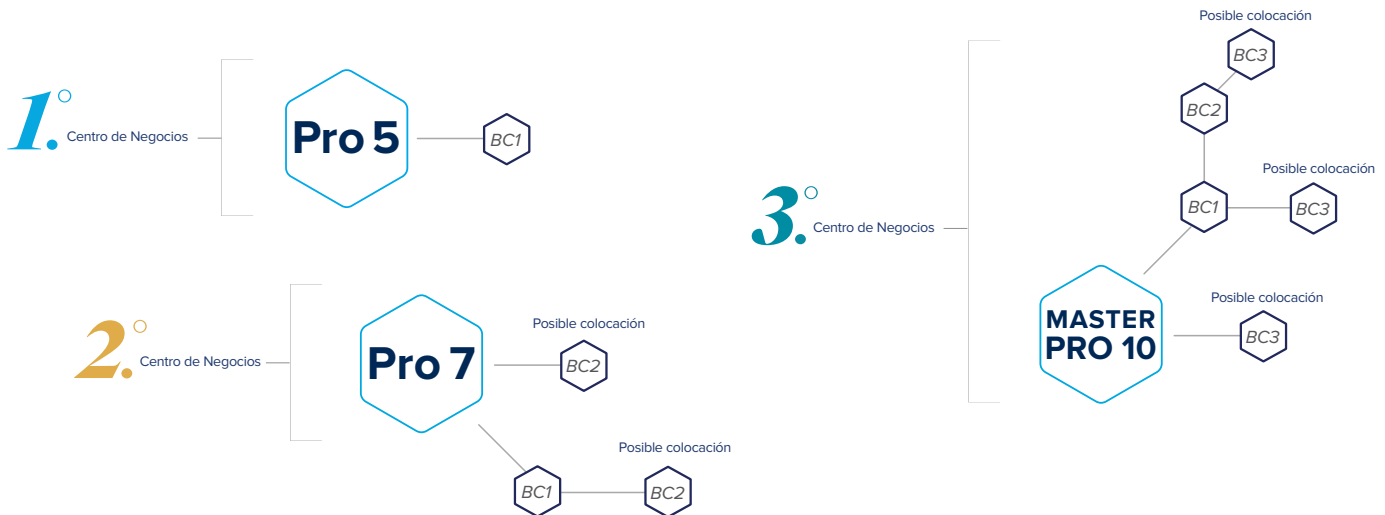 1.º
Centro de Negocios
Pro 5
BC1
2.º
Centro de Negocios
Pro 7
Posible colocación
BC2
BC1
Posible colocación
BC2
3.º
Centro de Negocios
MASTER
PRO 10
Posible colocación
BC3
BC2
BC1
Posible colocación
BC3
Posible colocación
BC3